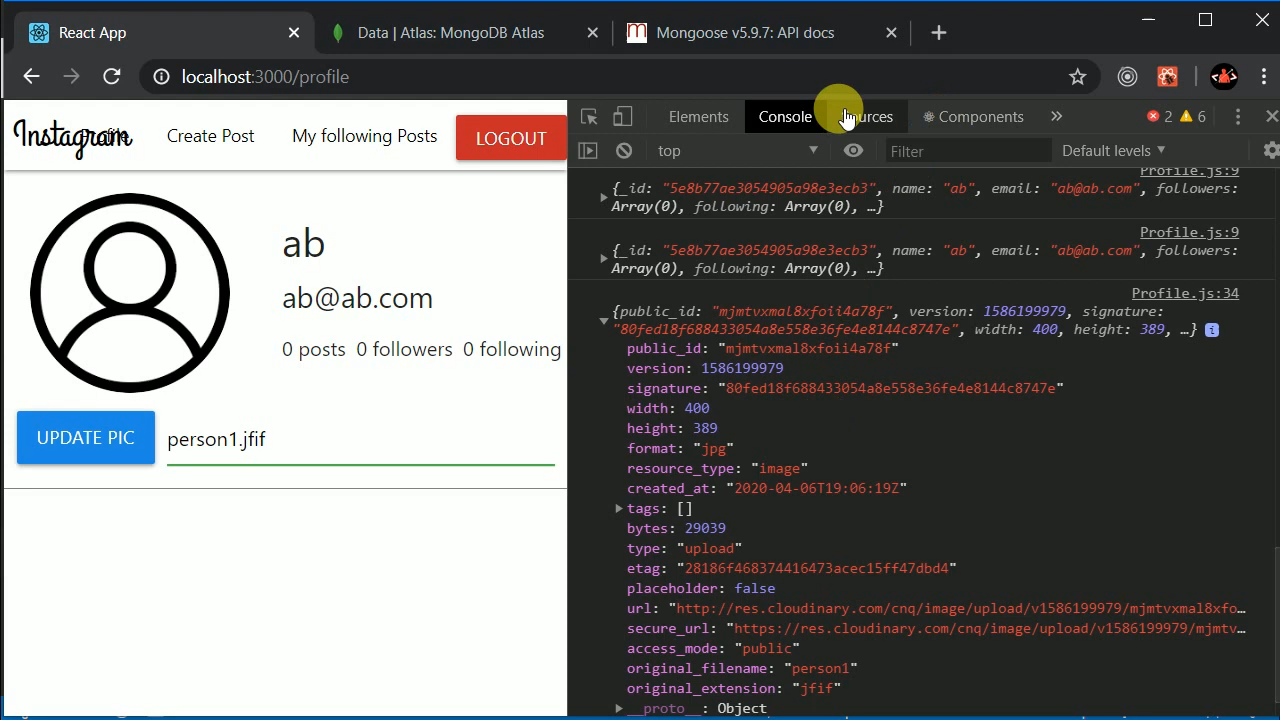 React App
Data | Atlas: MongoDB Atlas
Mongoose v5.9.7: API docs
localhost:3000/profile
Instagram
Profile
Create Post
My following Posts
LOGOUT
ab
ab@ab.com
0 posts 0 followers 0 following
UPDATE PIC
person1.jfif
Elements
Console
Components
»
2
6
top
Filter
Default levels
Profile.js:9
{_id: "5e8b77ae3054905a98e3ecb3", name: "ab", email: "ab@ab.com", followers:
Array(0), following: Array(0), …}
Profile.js:9
{_id: "5e8b77ae3054905a98e3ecb3", name: "ab", email: "ab@ab.com", followers:
Array(0), following: Array(0), …}
Profile.js:34
{public_id: "mjmtvxmal8xfoii4a78f", version: 1586199979, signature:
"80fed18f688433054a8e558e36fe4e8144c8747e", width: 400, height: 389, …}
public_id: "mjmtvxmal8xfoii4a78f"
version: 1586199979
signature: "80fed18f688433054a8e558e36fe4e8144c8747e"
width: 400
height: 389
format: "jpg"
resource_type: "image"
created_at: "2020-04-06T19:06:19Z"
tags: []
bytes: 29039
type: "upload"
etag: "28186f468374416473acec15ff47dbd4"
placeholder: false
url: "http://res.cloudinary.com/cnq/image/upload/v1586199979/mjmtvxmal8xfo…
secure_url: "https://res.cloudinary.com/cnq/image/upload/v1586199979/mjmtv…
access_mode: "public"
original_filename: "person1"
original_extension: "jfif"
__proto__: Object